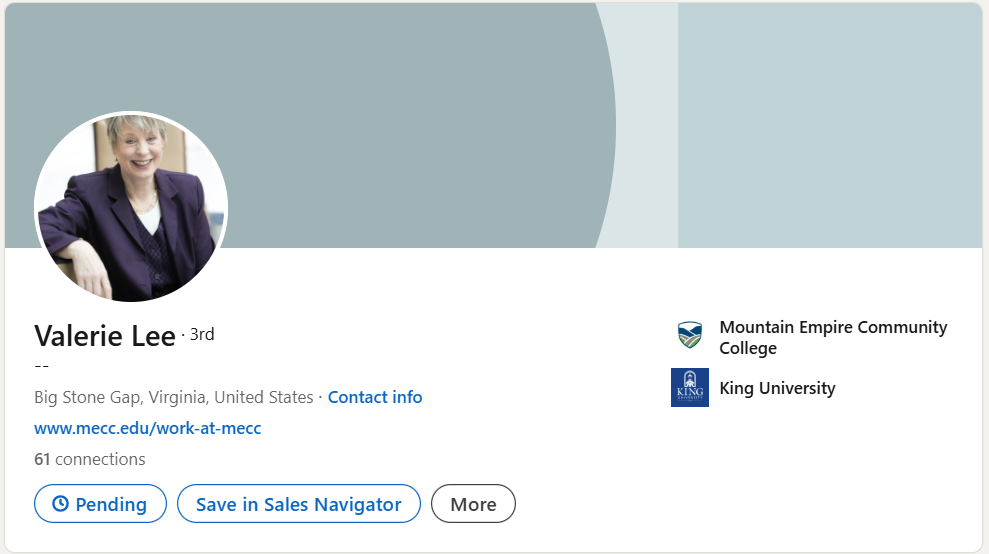 Valerie Lee · 3rd
--
Big Stone Gap, Virginia, United States · Contact info
www.mecc.edu/work-at-mecc
61 connections
Pending
Save in Sales Navigator
More
Mountain Empire Community
College
KING
UNIVERSITY
King University